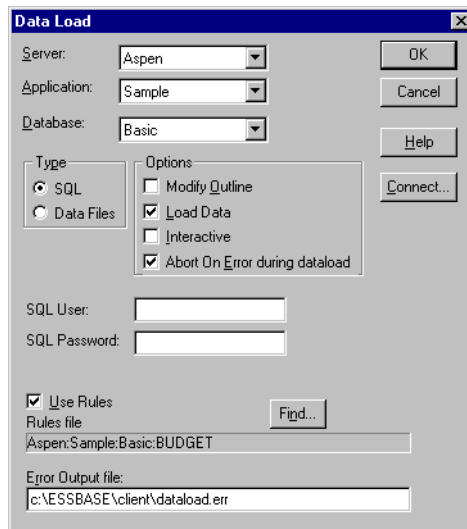 Data Load
Server: Aspen OK
Application: Sample Cancel
Database: Basic
Help
Type Options
SQL Modify Outline Connect...
Data Files Load Data
Interactive
Abort On Error during dataload
SQL User:
SQL Password:
Use Rules Find...
Rules file
Aspen:Sample:Basic:BUDGET
Error Output file:
c:\ESSBASE\client\dataload.err